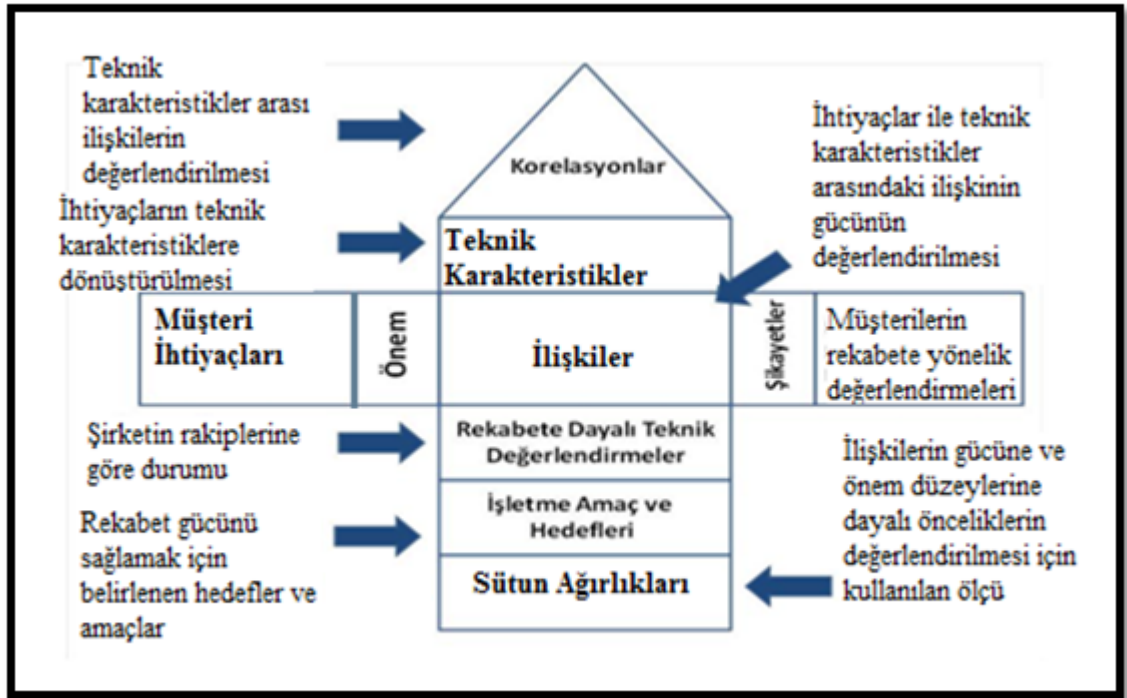 Teknik
karakteristikler arası
ilişkilerin
değerlendirilmesi
İhtiyaçların teknik
karakteristiklere
dönüştürülmesi
Korelasyonlar
Teknik
Karakteristikler
İhtiyaçlar ile teknik
karakteristikler
arasındaki ilişkinin
gücünün
değerlendirilmesi
Müşteri
İhtiyaçları
Önem
İlişkiler
Şikayetler
Müşterilerin
rekabete yönelik
değerlendirmeleri
Şirketin rakiplerine
göre durumu
Rekabete Dayalı Teknik
Değerlendirmeler
Rekabet gücünü
sağlamak için
belirlenen hedefler ve
amaçlar
İşletme Amaç ve
Hedefleri
Sütun Ağırlıkları
İlişkilerin gücüne ve
önem düzeylerine
dayalı önceliklerin
değerlendirilmesi için
kullanılan ölçü